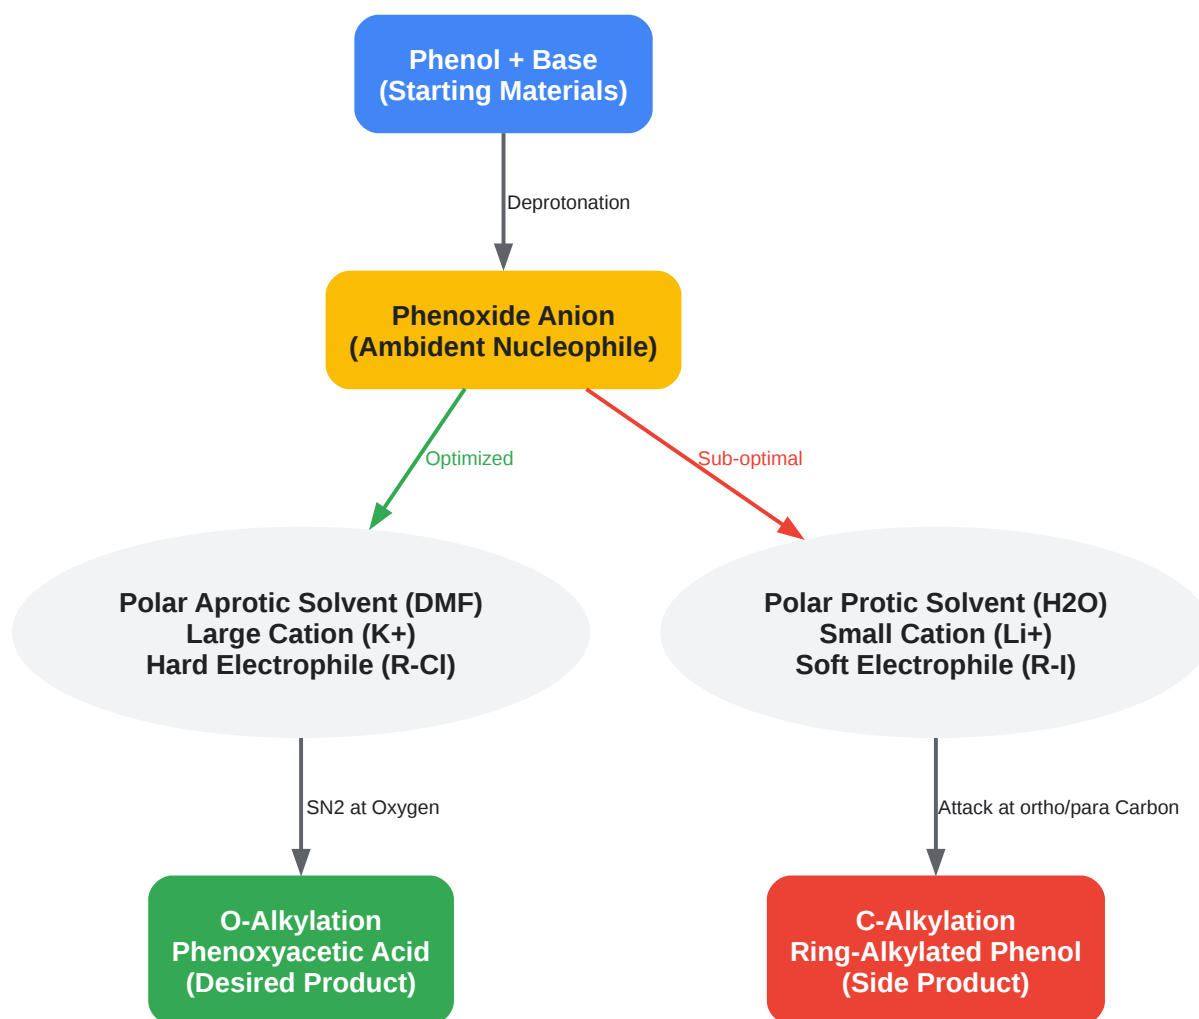 Phenol + Base
(Starting Materials)
Deprotonation
Phenoxide Anion
(Ambident Nucleophile)
Optimized
Sub-optimal
Polar Aprotic Solvent (DMF)
Large Cation (K+)
Hard Electrophile (R-Cl)
Polar Protic Solvent (H2O)
Small Cation (Li+)
Soft Electrophile (R-I)
SN2 at Oxygen
Attack at ortho/para Carbon
O-Alkylation
Phenoxyacetic Acid
(Desired Product)
C-Alkylation
Ring-Alkylated Phenol
(Side Product)